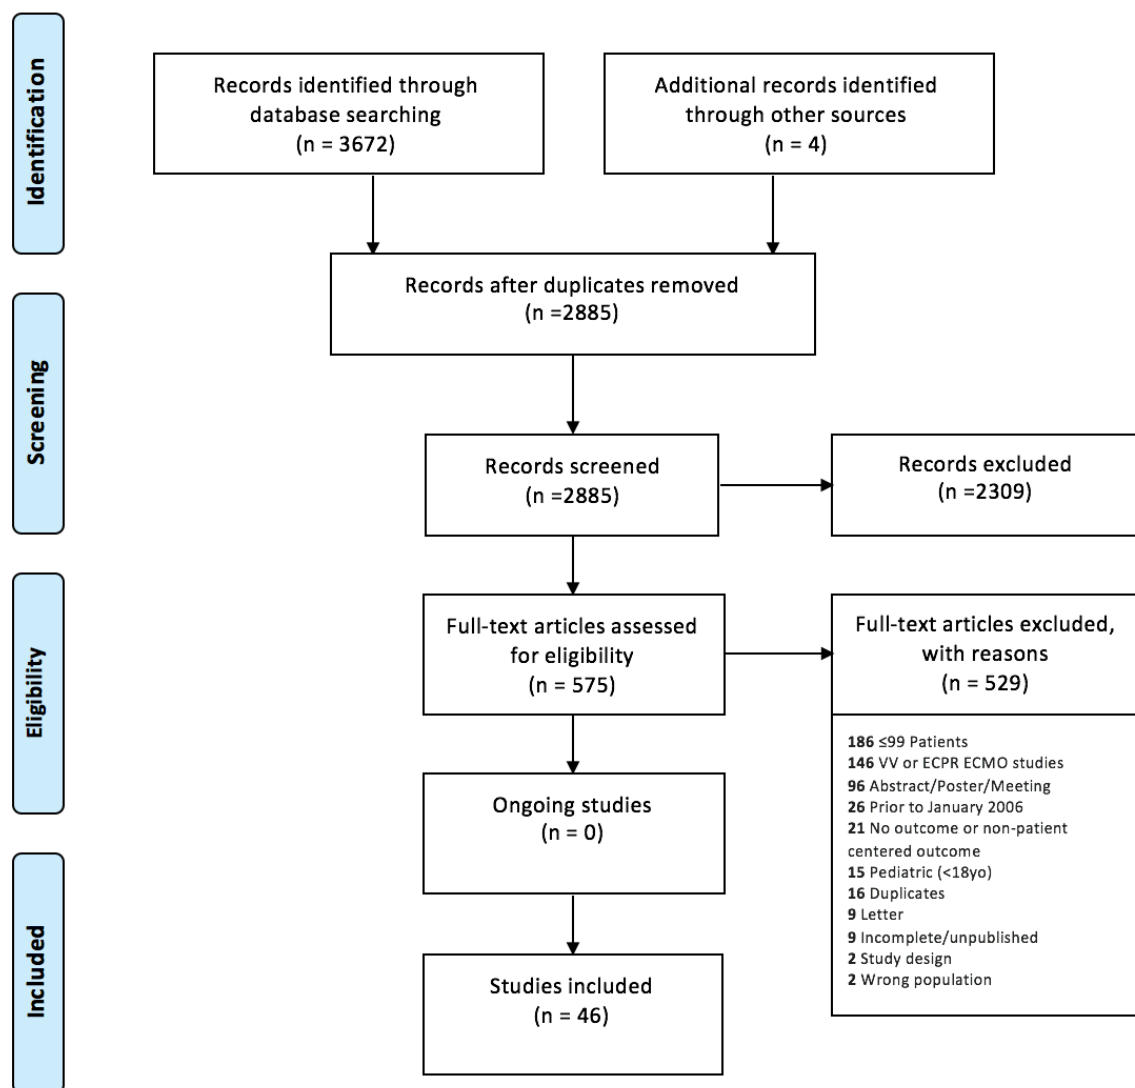 Identification
Records identified through
database searching
(n = 3672)
Additional records identified
through other sources
(n = 4)
Records after duplicates removed
(n =2885)
Screening
Records screened
(n =2885)
Records excluded
(n =2309)
Eligibility
Full-text articles assessed
for eligibility
(n = 575)
Full-text articles excluded,
with reasons
(n = 529)
186 ≤99 Patients
146 VV or ECPR ECMO studies
96 Abstract/Poster/Meeting
26 Prior to January 2006
21 No outcome or non-patient
centered outcome
15 Pediatric (<18yo)
16 Duplicates
9 Letter
9 Incomplete/unpublished
2 Study design
2 Wrong population
Ongoing studies
(n = 0)
Included
Studies included
(n = 46)